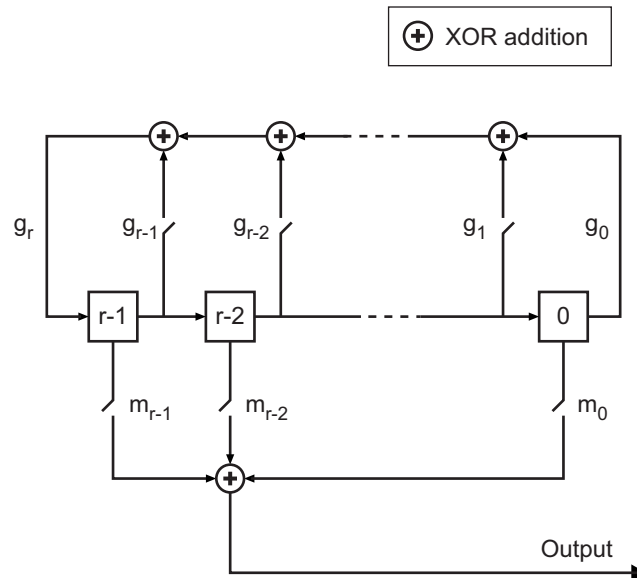 XOR addition
g_r g_{r-1} g_{r-2} g_1 g_0
r-1 r-2 0
m_{r-1} m_{r-2} m_0
Output